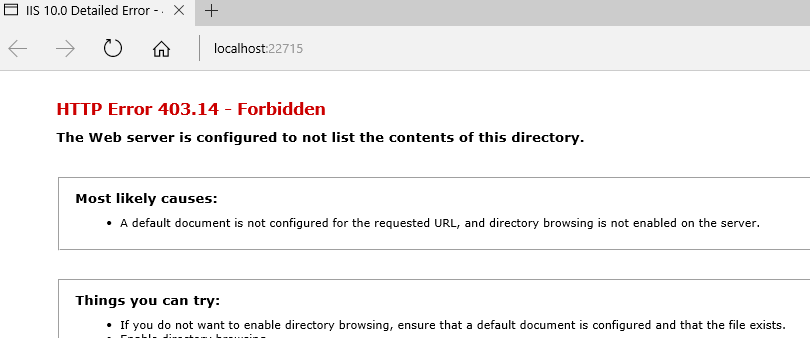 IIS 10.0 Detailed Error - 
localhost:22715
HTTP Error 403.14 - Forbidden
The Web server is configured to not list the contents of this directory.
Most likely causes:
• A default document is not configured for the requested URL, and directory browsing is not enabled on the server.
Things you can try:
• If you do not want to enable directory browsing, ensure that a default document is configured and that the file exists.
• Enable directory browsing